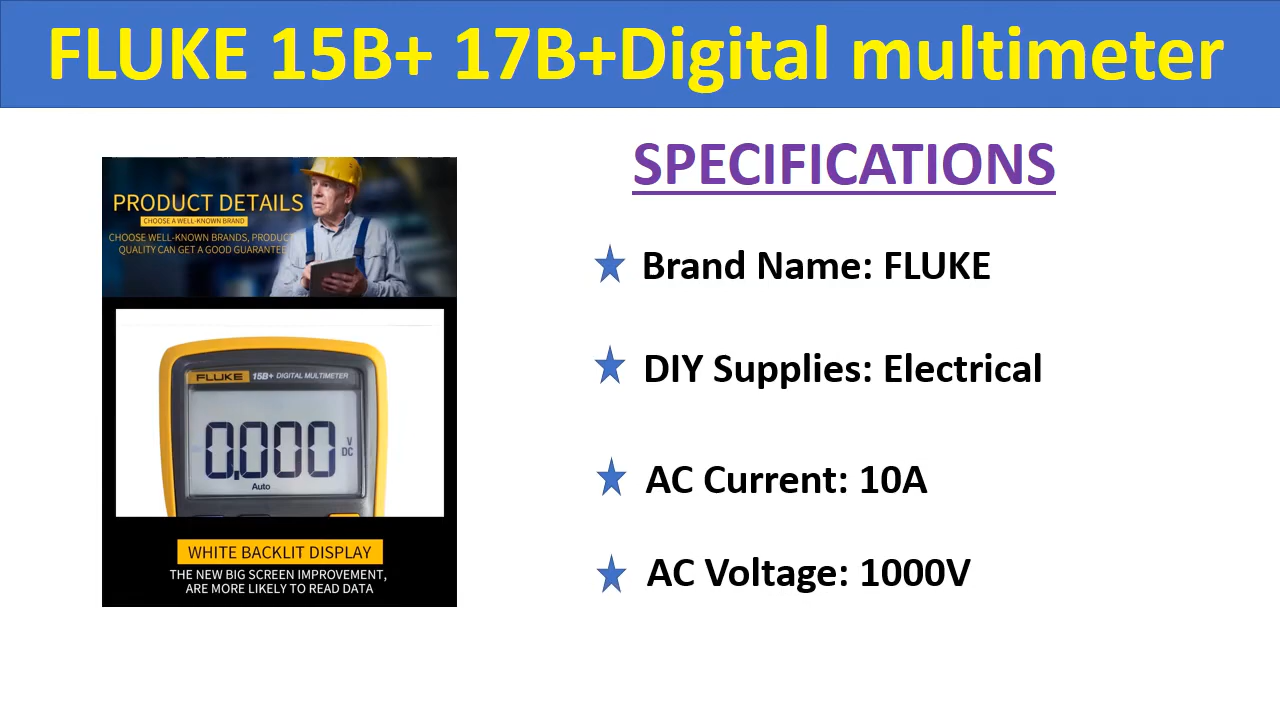 FLUKE 15B+ 17B+Digital multimeter
SPECIFICATIONS
PRODUCT DETAILS
CHOOSE A WELL-KNOWN BRAND
CHOOSE WELL-KNOWN BRANDS, PRODUCT
QUALITY CAN GET A GOOD GUARANTEE
FLUKE 15B+ DIGITAL MULTIMETER
0.000 V
DC
Auto
WHITE BACKLIT DISPLAY
THE NEW BIG SCREEN IMPROVEMENT,
ARE MORE LIKELY TO READ DATA
Brand Name: FLUKE
DIY Supplies: Electrical
AC Current: 10A
AC Voltage: 1000V